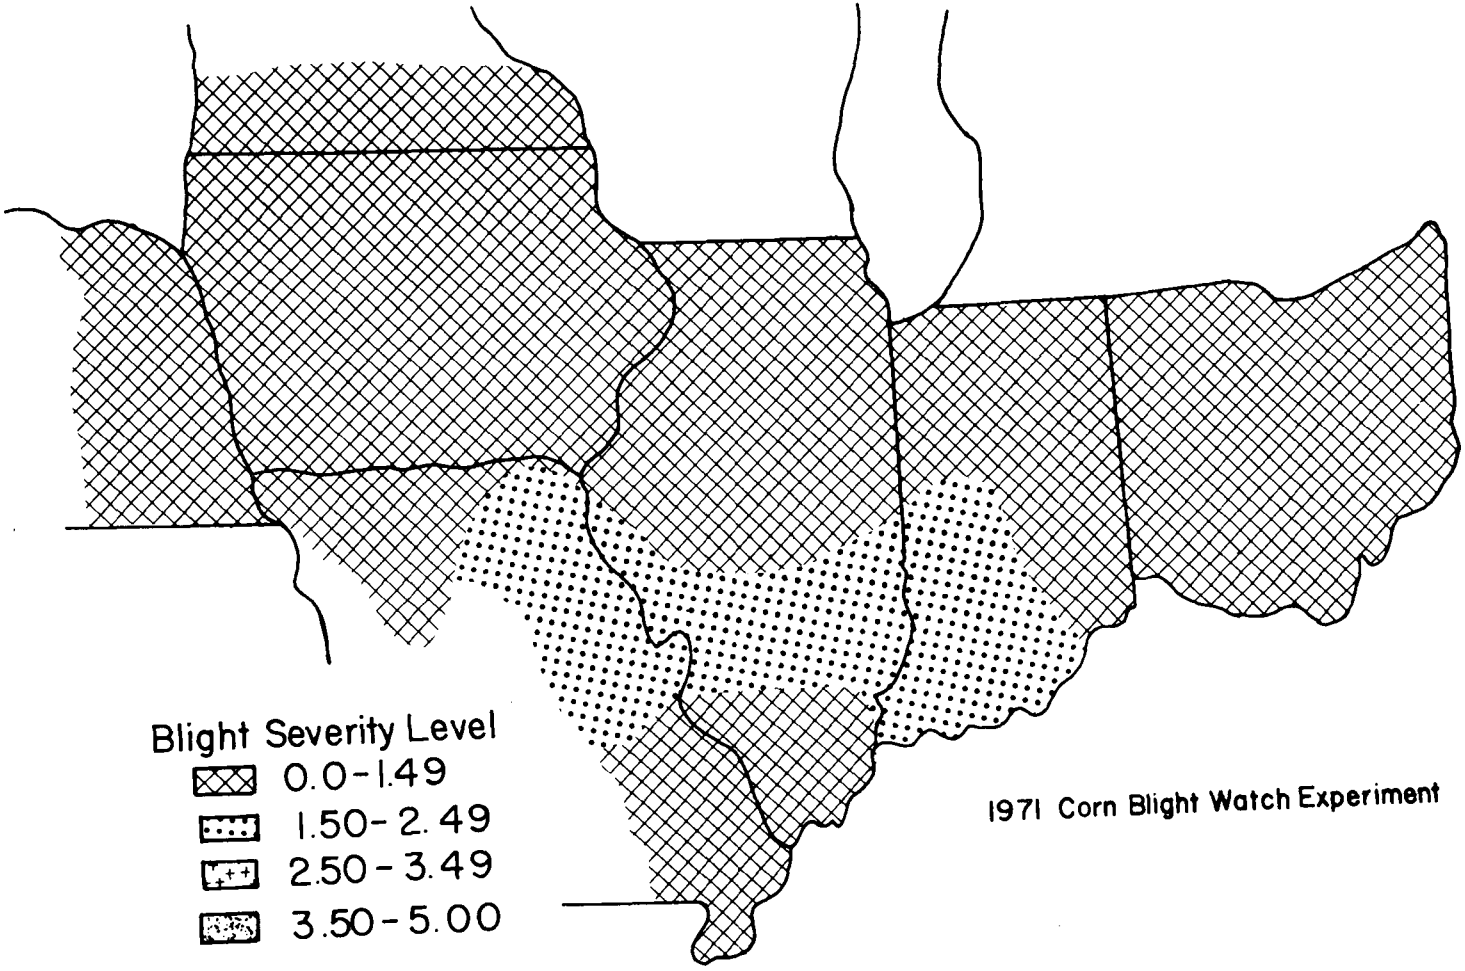 Blight Severity Level
0.0-1.49
1.50-2.49
2.50-3.49
3.50-5.00
1971 Corn Blight Watch Experiment